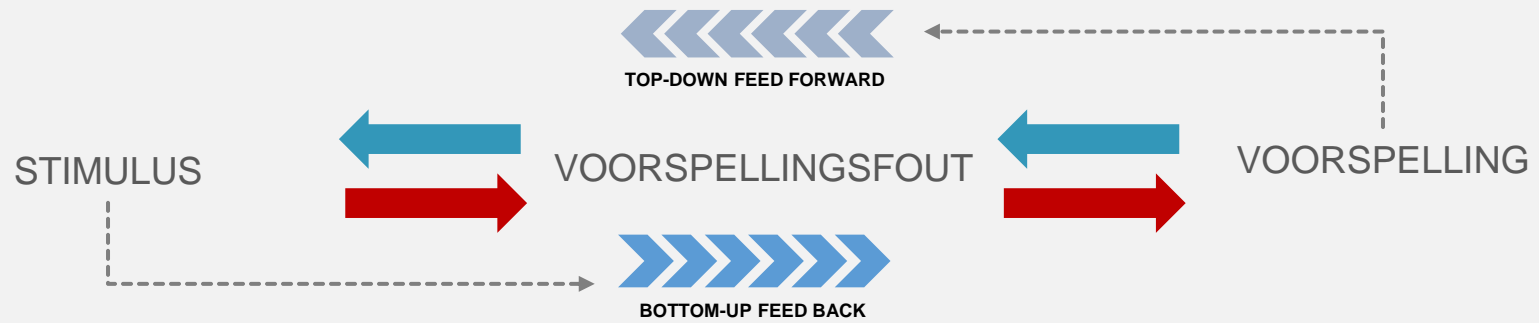 TOP-DOWN FEED FORWARD
STIMULUS
VOORSPELLINGSFOUT
VOORSPELLING
BOTTOM-UP FEED BACK